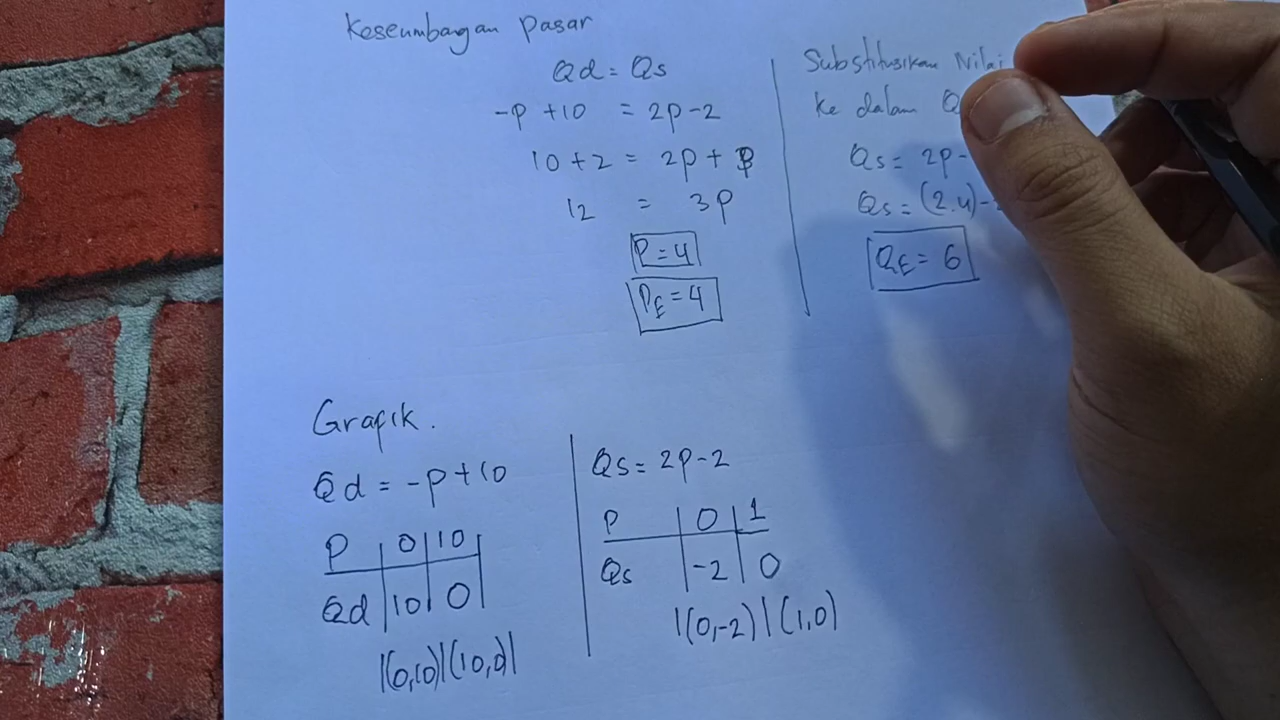 Keseimbangan Pasar
Qd = Qs
-P + 10 = 2P - 2
10 + 2 = 2P + P
12 = 3P
P = 4
PE = 4
Substitusikan Nilai
Ke dalam
Qs = 2P -
Qs = (2.4) -
QE = 6
Grafik.
Qd = -P + 10
P | 0 | 10 |
Qd | 10 | 0 |
|(0,10)|(10,0)|
Qs = 2P - 2
P | 0 | 1
Qs | -2 | 0
|(0,-2)|(1,0)